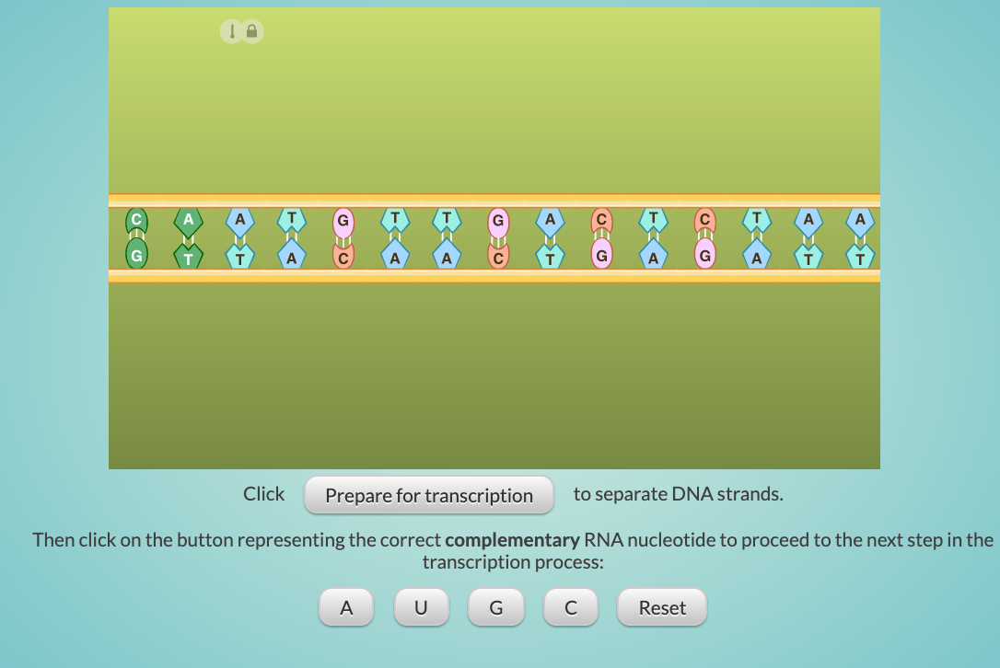 C A A T G T T G A C T C T A A
G T T A C A A C T G A G A T T
Click Prepare for transcription to separate DNA strands.
Then click on the button representing the correct complementary RNA nucleotide to proceed to the next step in the
transcription process:
A U G C Reset